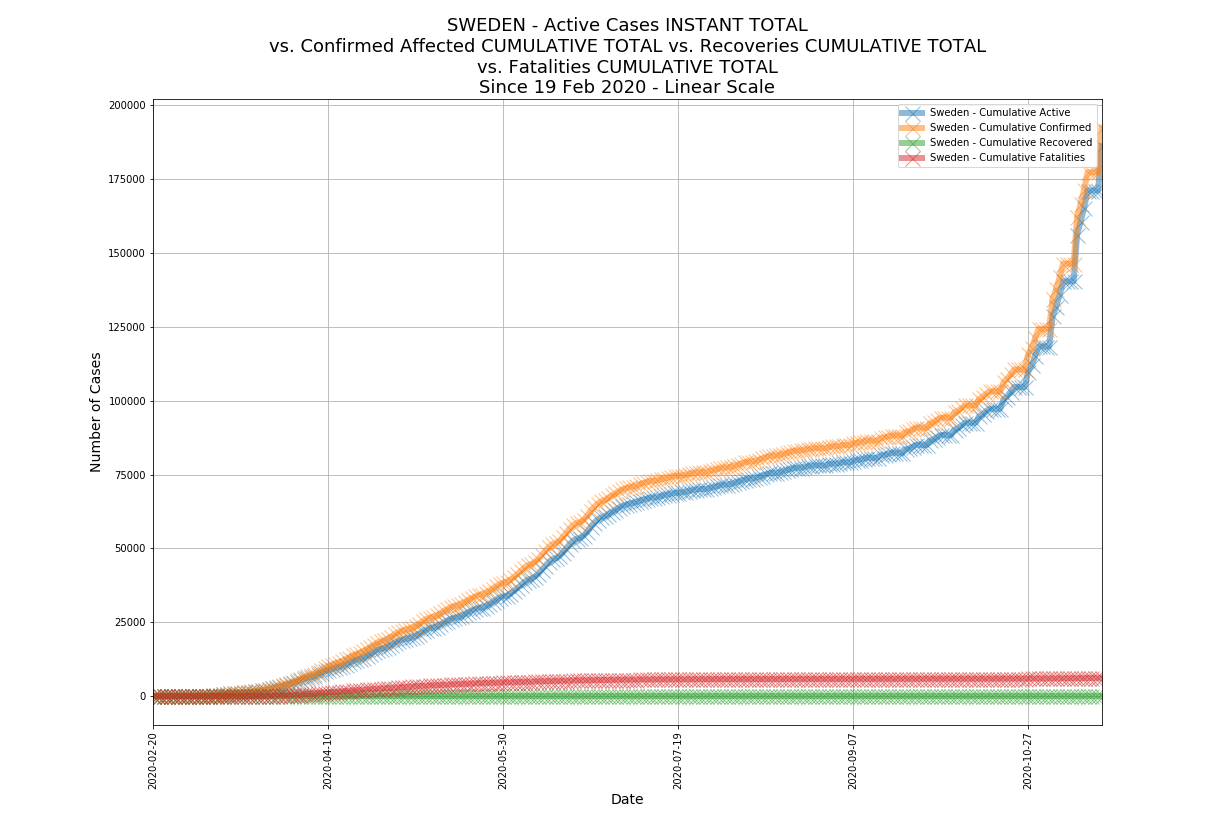 SWEDEN - Active Cases INSTANT TOTAL
vs. Confirmed Affected CUMULATIVE TOTAL vs. Recoveries CUMULATIVE TOTAL
vs. Fatalities CUMULATIVE TOTAL
Since 19 Feb 2020 - Linear Scale
Sweden - Cumulative Active
Sweden - Cumulative Confirmed
Sweden - Cumulative Recovered
Sweden - Cumulative Fatalities
200000
175000
150000
125000
100000
75000
50000
25000
0
Number of Cases
2020-02-20
2020-04-10
2020-05-30
2020-07-19
2020-09-07
2020-10-27
Date